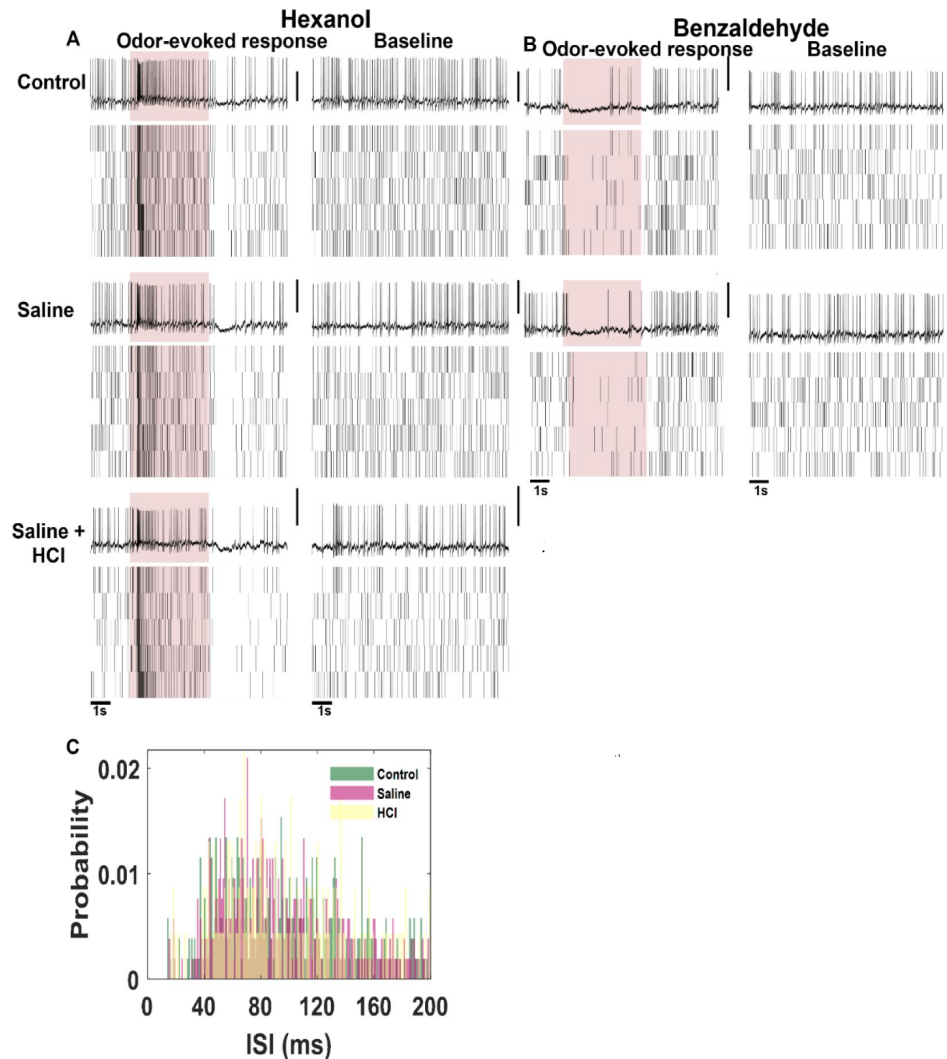 Hexanol
A
Odor-evoked response
Baseline
Control
Saline
Saline +
HCl
1s
1s
Benzaldehyde
B
Odor-evoked response
Baseline
1s
1s
C
Probability
0.02
0.01
0
0 40 80 120 160 200
ISI (ms)
Control
Saline
HCl